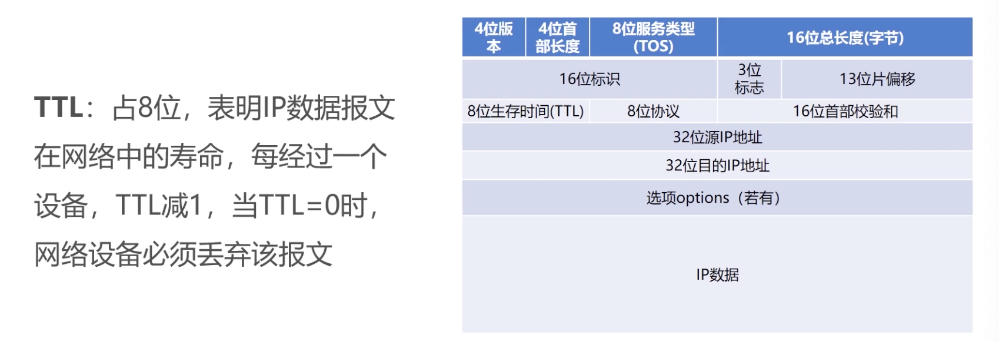 TTL：占8位，表明IP数据报文
在网络中的寿命，每经过一个
设备，TTL减1，当TTL=0时，
网络设备必须丢弃该报文
4位版
本
4位首
部长度
8位服务类型
(TOS)
16位总长度(字节)
16位标识
3位
标志
13位片偏移
8位生存时间(TTL)
8位协议
16位首部校验和
32位源IP地址
32位目的IP地址
选项options（若有）
IP数据